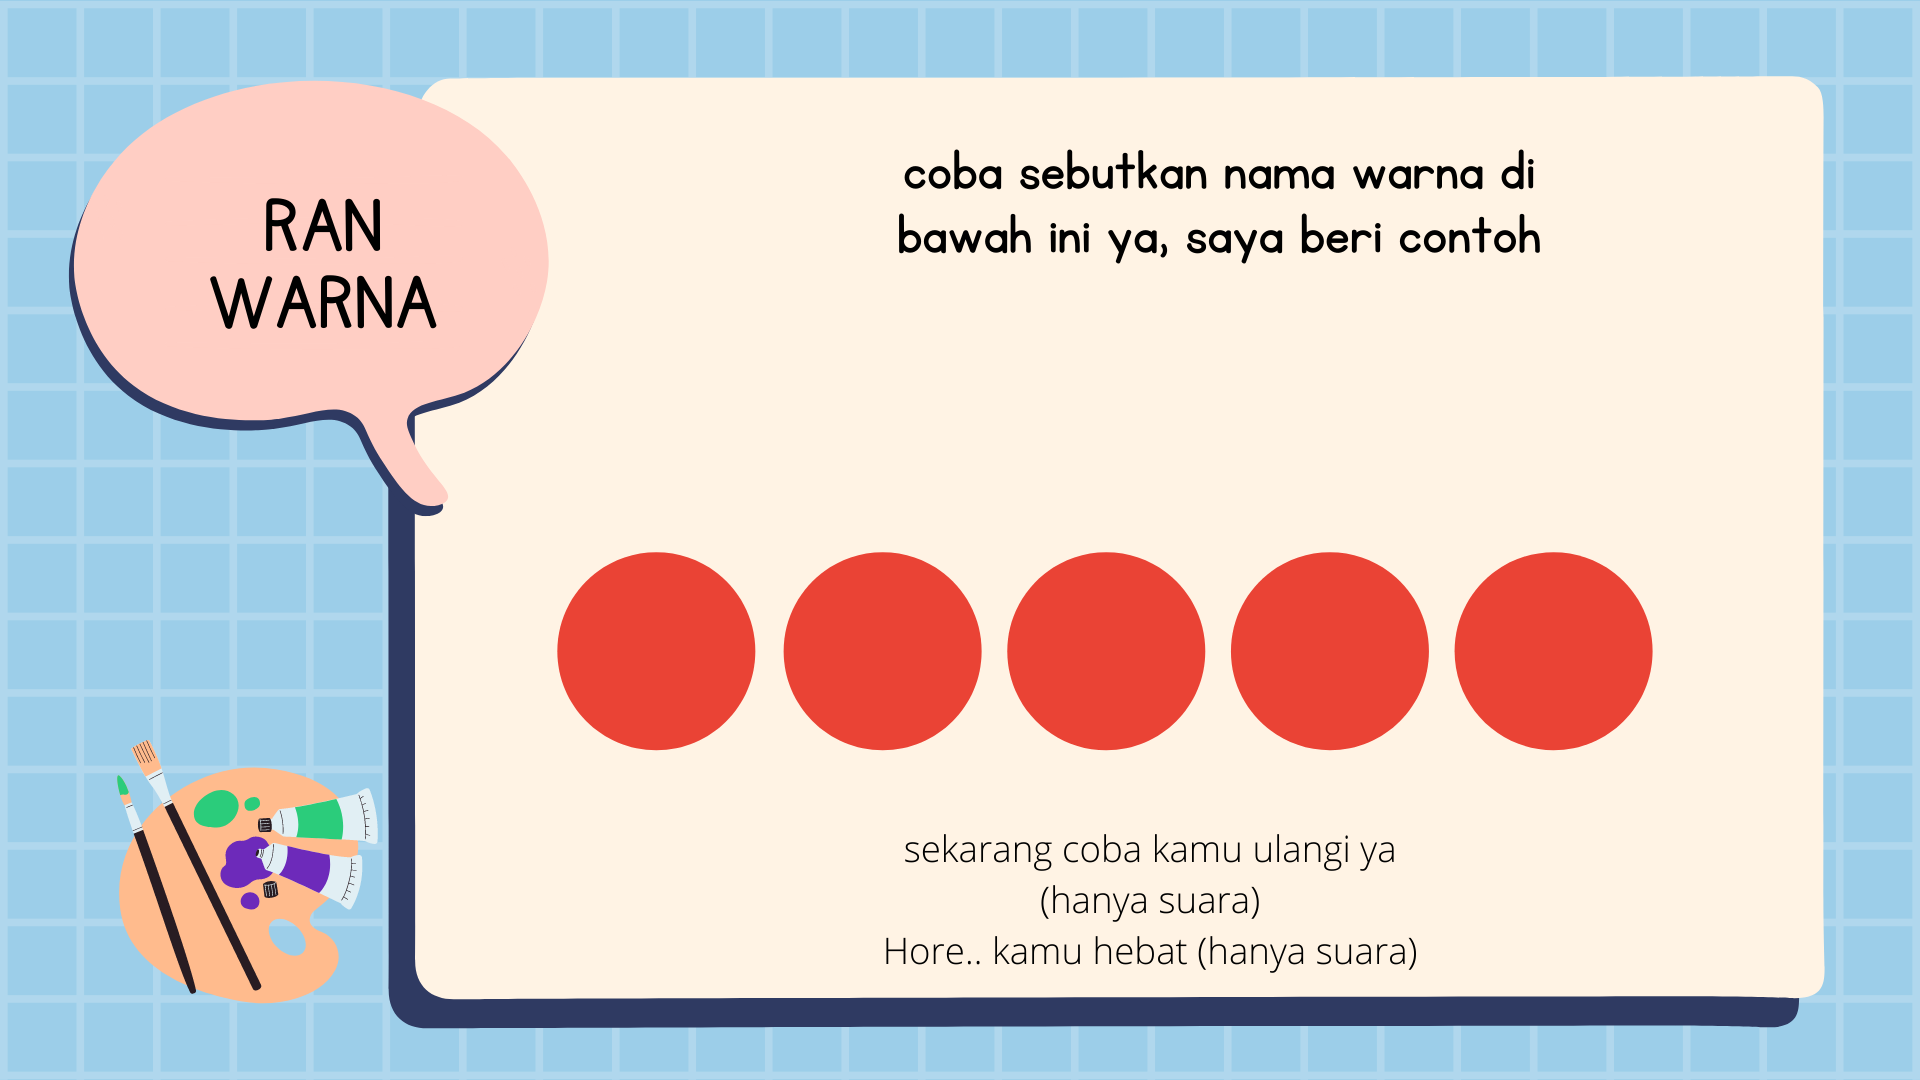 RAN
WARNA
coba sebutkan nama warna di
bawah ini ya, saya beri contoh
sekarang coba kamu ulangi ya
(hanya suara)
Hore.. kamu hebat (hanya suara)